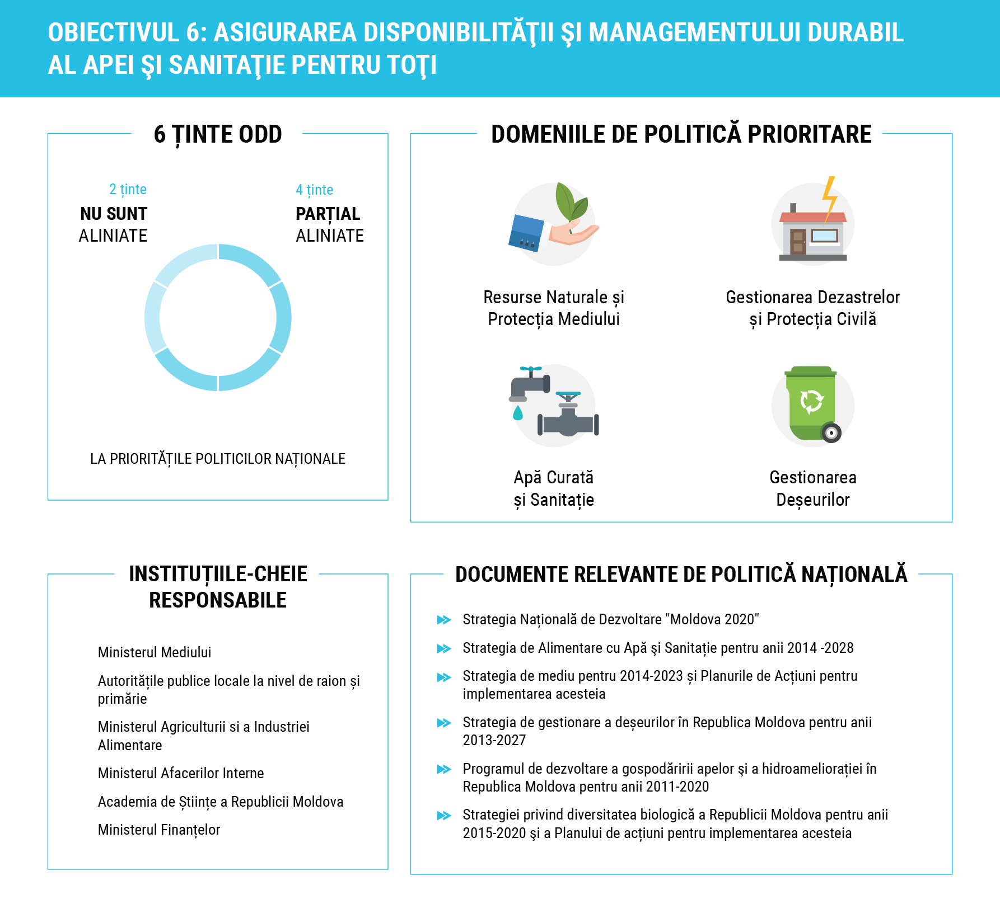 OBIECTIVUL 6: ASIGURAREA DISPONIBILITĂŢII ŞI MANAGEMENTULUI DURABIL
AL APEI ŞI SANITAŢIE PENTRU TOŢI
6 ȚINTE ODD
2 ținte
NU SUNT
ALINIATE
4 ținte
PARȚIAL
ALINIATE
LA PRIORITĂȚILE POLITICILOR NAȚIONALE
DOMENIILE DE POLITICĂ PRIORITARE
Resurse Naturale și
Protecția Mediului
Gestionarea Dezastrelor
și Protecția Civilă
Apă Curată
și Sanitație
Gestionarea
Deșeurilor
INSTITUȚIILE-CHEIE
RESPONSABILE
Ministerul Mediului
Autoritățile publice locale la nivel de raion și
primărie
Ministerul Agriculturii si a Industriei
Alimentare
Ministerul Afacerilor Interne
Academia de Științe a Republicii Moldova
Ministerul Finanțelor
DOCUMENTE RELEVANTE DE POLITICĂ NAȚIONALĂ
Strategia Națională de Dezvoltare "Moldova 2020"
Strategia de Alimentare cu Apă şi Sanitație pentru anii 2014 -2028
Strategia de mediu pentru 2014-2023 și Planurile de Acțiuni pentru
implementarea acesteia
Strategia de gestionare a deșeurilor în Republica Moldova pentru anii
2013-2027
Programul de dezvoltare a gospodăririi apelor şi a hidroameliorației în
Republica Moldova pentru anii 2011-2020
Strategiei privind diversitatea biologică a Republicii Moldova pentru anii
2015-2020 şi a Planului de acțiuni pentru implementarea acesteia